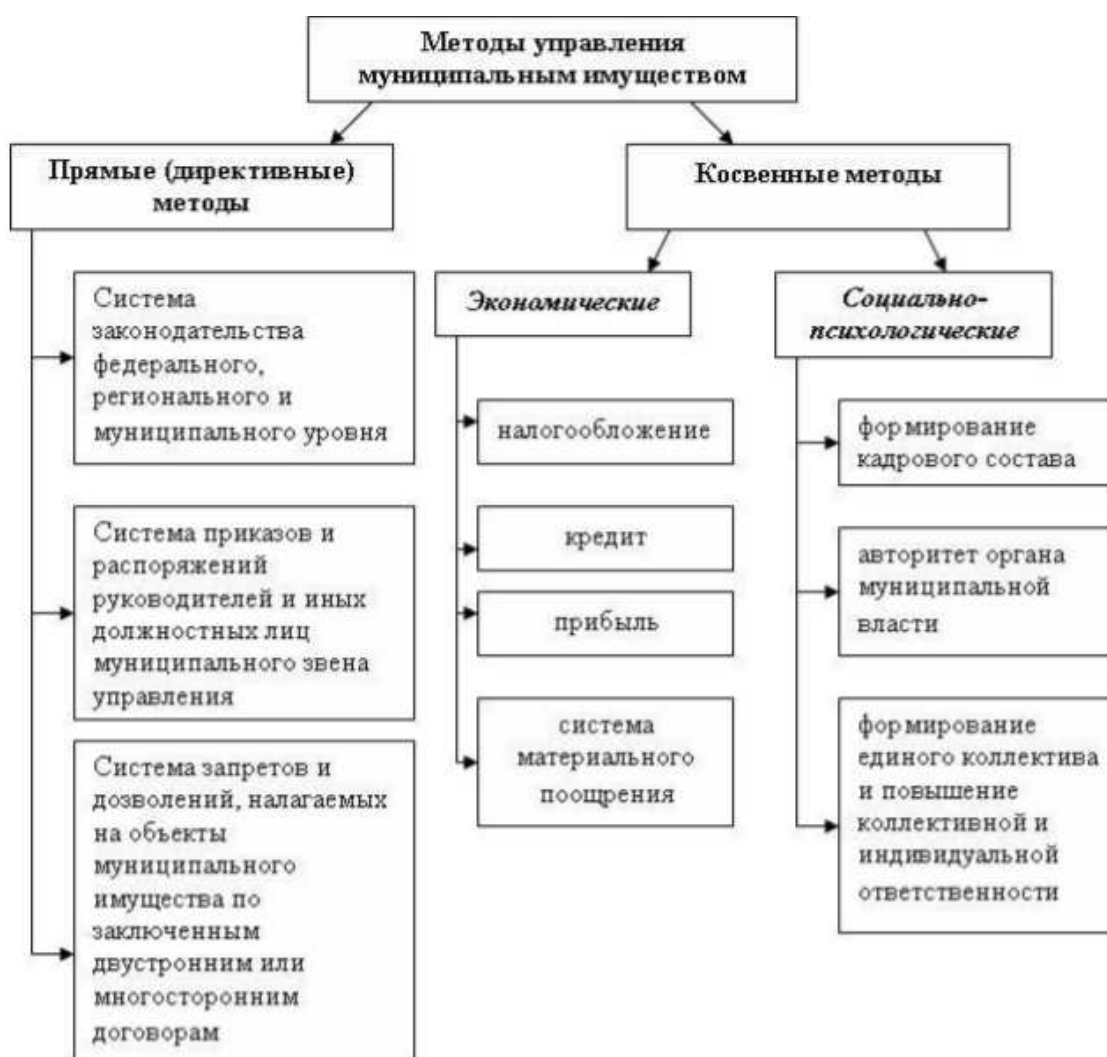 Методы управления
муниципальным имуществом
Прямые (директивные)
методы
Косвенные методы
Система
законодательства
федерального,
регионального и
муниципального уровня
Система приказов и
распоряжений
руководителей и иных
должностных лиц
муниципального звена
управления
Система запретов и
дозволений, налагаемых
на объекты
муниципального
имущества по
заключенным
двустронним или
многосторонним
договорам
Экономические
налогообложение
кредит
прибыль
система
материального
поощрения
Социально-
психологические
формирование
кадрового состава
авторитет органа
муниципальной
власти
формирование
единого коллектива
и повышение
коллективной и
индивидуальной
ответственности